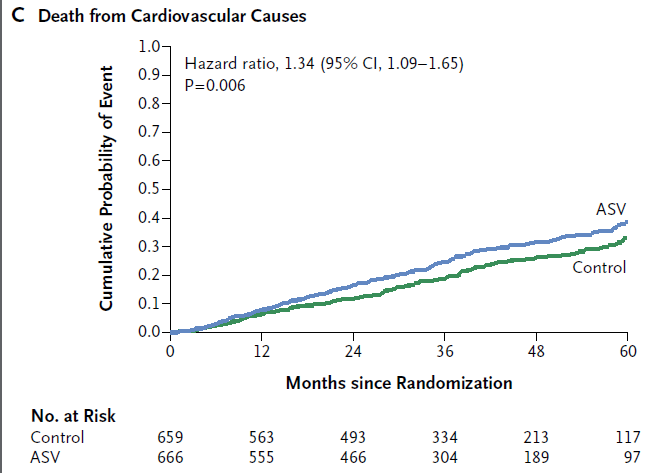 C Death from Cardiovascular Causes
Hazard ratio, 1.34 (95% CI, 1.09–1.65)
P=0.006
Cumulative Probability of Event
1.0
0.9
0.8
0.7
0.6
0.5
0.4
0.3
0.2
0.1
0.0
ASV
Control
0 12 24 36 48 60
Months since Randomization
No. at Risk
Control 659 563 493 334 213 117
ASV 666 555 466 304 189 97